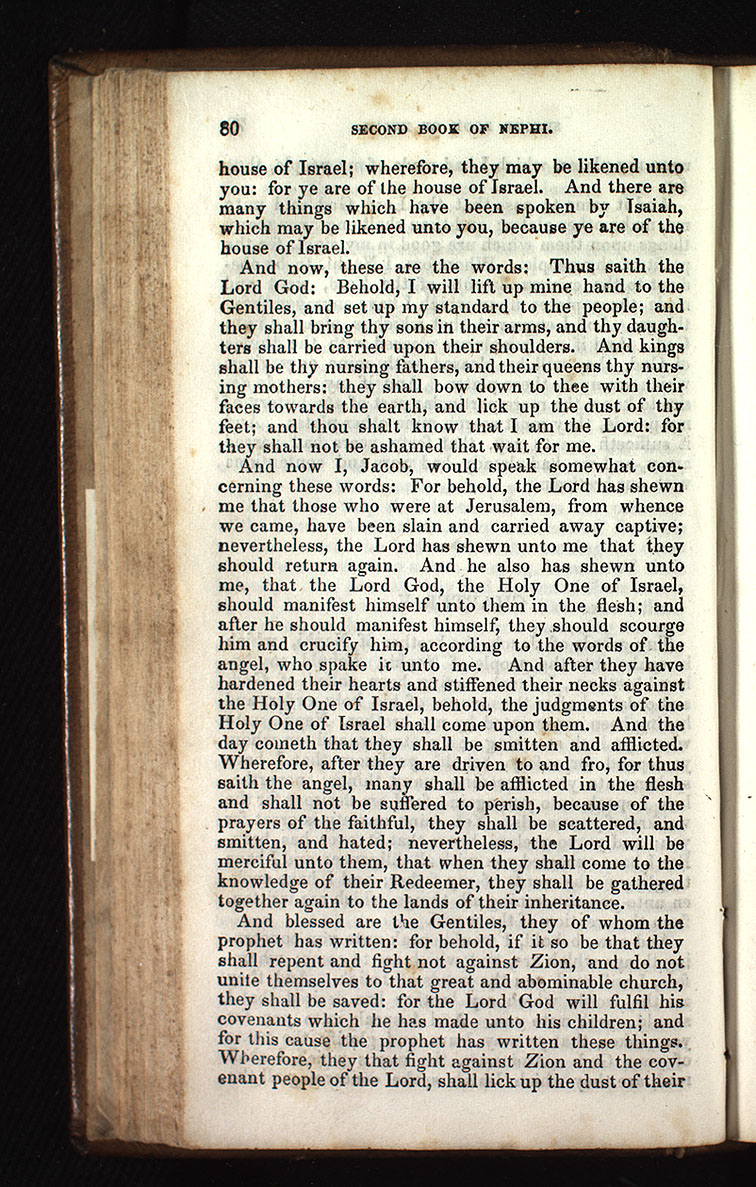 80 SECOND BOOK OF NEPHI.
house of Israel; wherefore, they may be likened unto
you: for ye are of the house of Israel. And there are
many things which have been spoken by Isaiah,
which may be likened unto you, because ye are of the
house of Israel.
And now, these are the words: Thus saith the
Lord God: Behold, I will lift up mine hand to the
Gentiles, and set up my standard to the people; and
they shall bring thy sons in their arms, and thy daugh-
ters shall be carried upon their shoulders. And kings
shall be thy nursing fathers, and their queens thy nurs-
ing mothers: they shall bow down to thee with their
faces towards the earth, and lick up the dust of thy
feet; and thou shalt know that I am the Lord: for
they shall not be ashamed that wait for me.
And now I, Jacob, would speak somewhat con-
cerning these words: For behold, the Lord has shewn
me that those who were at Jerusalem, from whence
we came, have been slain and carried away captive;
nevertheless, the Lord has shewn unto me that they
should return again. And he also has shewn unto
me, that the Lord God, the Holy One of Israel,
should manifest himself unto them in the flesh; and
after he should manifest himself, they should scourge
him and crucify him, according to the words of the
angel, who spake it unto me. And after they have
hardened their hearts and stiffened their necks against
the Holy One of Israel, behold, the judgments of the
Holy One of Israel shall come upon them. And the
day cometh that they shall be smitten and afflicted.
Wherefore, after they are driven to and fro, for thus
saith the angel, many shall be afflicted in the flesh
and shall not be suffered to perish, because of the
prayers of the faithful, they shall be scattered, and
smitten, and hated; nevertheless, the Lord will be
merciful unto them, that when they shall come to the
knowledge of their Redeemer, they shall be gathered
together again to the lands of their inheritance.
And blessed are the Gentiles, they of whom the
prophet has written: for behold, if it so be that they
shall repent and fight not against Zion, and do not
unite themselves to that great and abominable church,
they shall be saved: for the Lord God will fulfil his
covenants which he has made unto his children; and
for this cause the prophet has written these things.
Wherefore, they that fight against Zion and the cov-
enant people of the Lord, shall lick up the dust of their